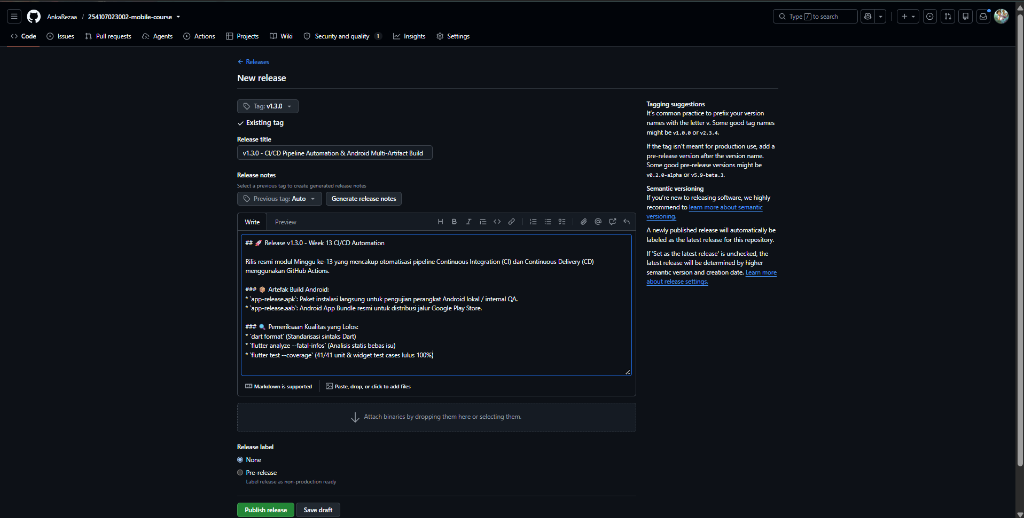 AnkaRezaa / 254107023002-mobile-course
Type / to search
Code Issues Pull requests Agents Actions Projects Wiki Security and quality 1 Insights Settings
← Releases
New release
Tag: v1.3.0
Existing tag
Release title
v1.3.0 - CI/CD Pipeline Automation & Android Multi-Artifact Build
Release notes
Select a previous tag to create generated release notes
Previous tag: Auto
Generate release notes
Write Preview
## 🚀 Release v1.3.0 - Week 13 CI/CD Automation
Rilis resmi modul Minggu ke-13 yang mencakup otomatisasi pipeline Continuous Integration (CI) dan Continuous Delivery (CD)
menggunakan GitHub Actions.
### 📦 Artefak Build Android:
* `app-release.apk`: Paket instalasi langsung untuk pengujian perangkat Android lokal / internal QA.
* `app-release.aab`: Android App Bundle resmi untuk distribusi jalur Google Play Store.
### 🔍 Pemeriksaan Kualitas yang Lolos:
* `dart format` (Standarisasi sintaks Dart)
* `flutter analyze --fatal-infos` (Analisis statis bebas isu)
* `flutter test --coverage` (41/41 unit & widget test cases lulus 100%)
Markdown is supported
Paste, drop, or click to add files
Attach binaries by dropping them here or selecting them.
Release label
None
Pre-release
Label release as non-production ready
Publish release
Save draft
Tagging suggestions
It's common practice to prefix your version
names with the letter v. Some good tag names
might be v1.0.0 or v2.3.4.
If the tag isn't meant for production use, add a
pre-release version after the version name.
Some good pre-release versions might be
v0.2.0-alpha or v5.9-beta.3.
Semantic versioning
If you're new to releasing software, we highly
recommend to learn more about semantic
versioning.
A newly published release will automatically be
labeled as the latest release for this repository.
If 'Set as the latest release' is unchecked, the
latest release will be determined by higher
semantic version and creation date. Learn more
about release settings.